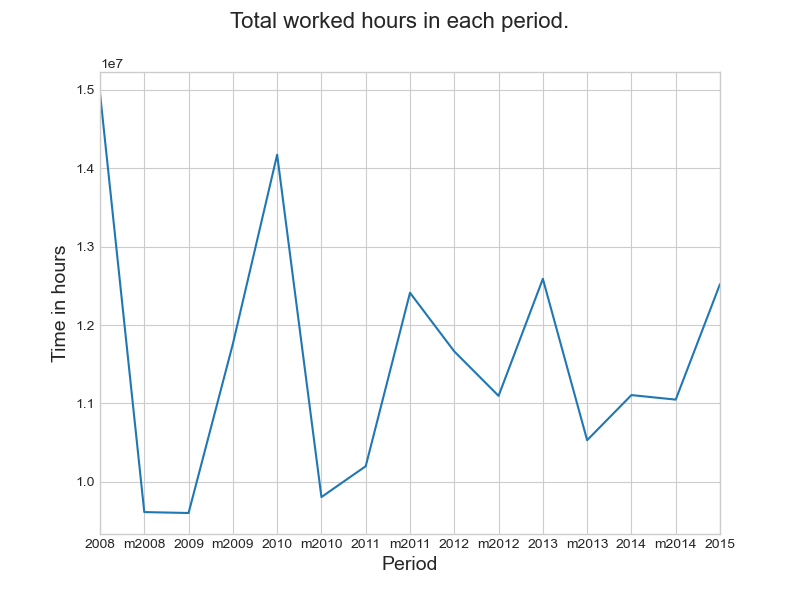 Total worked hours in each period.
1e7
1.5
1.4
1.3
1.2
1.1
1.0
Time in hours
2008 m2008 2009 m2009 2010 m2010 2011 m2011 2012 m2012 2013 m2013 2014 m2014 2015
Period